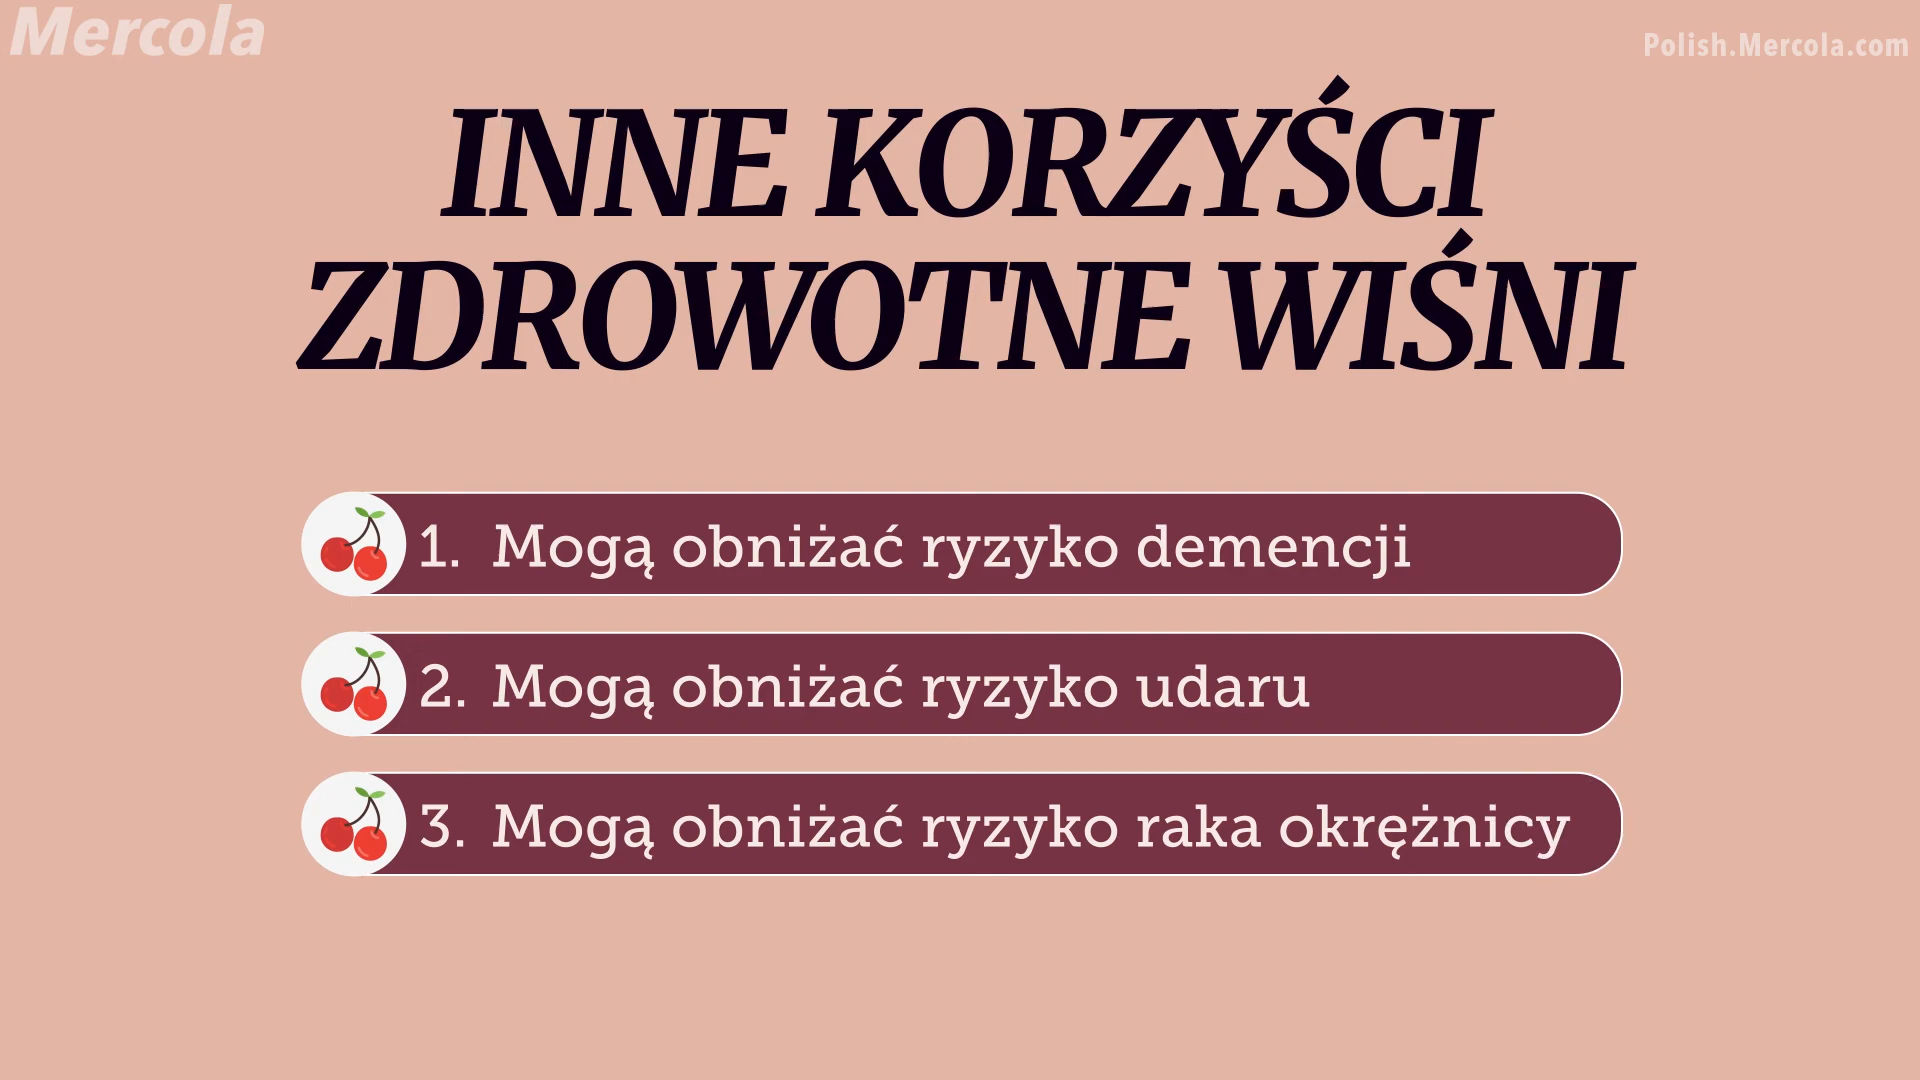 Mercola
Polish.Mercola.com
INNE KORZYŚCI
ZDROWOTNE WIŚNI
1. Mogą obniżać ryzyko demencji
2. Mogą obniżać ryzyko udaru
3. Mogą obniżać ryzyko raka okrężnicy